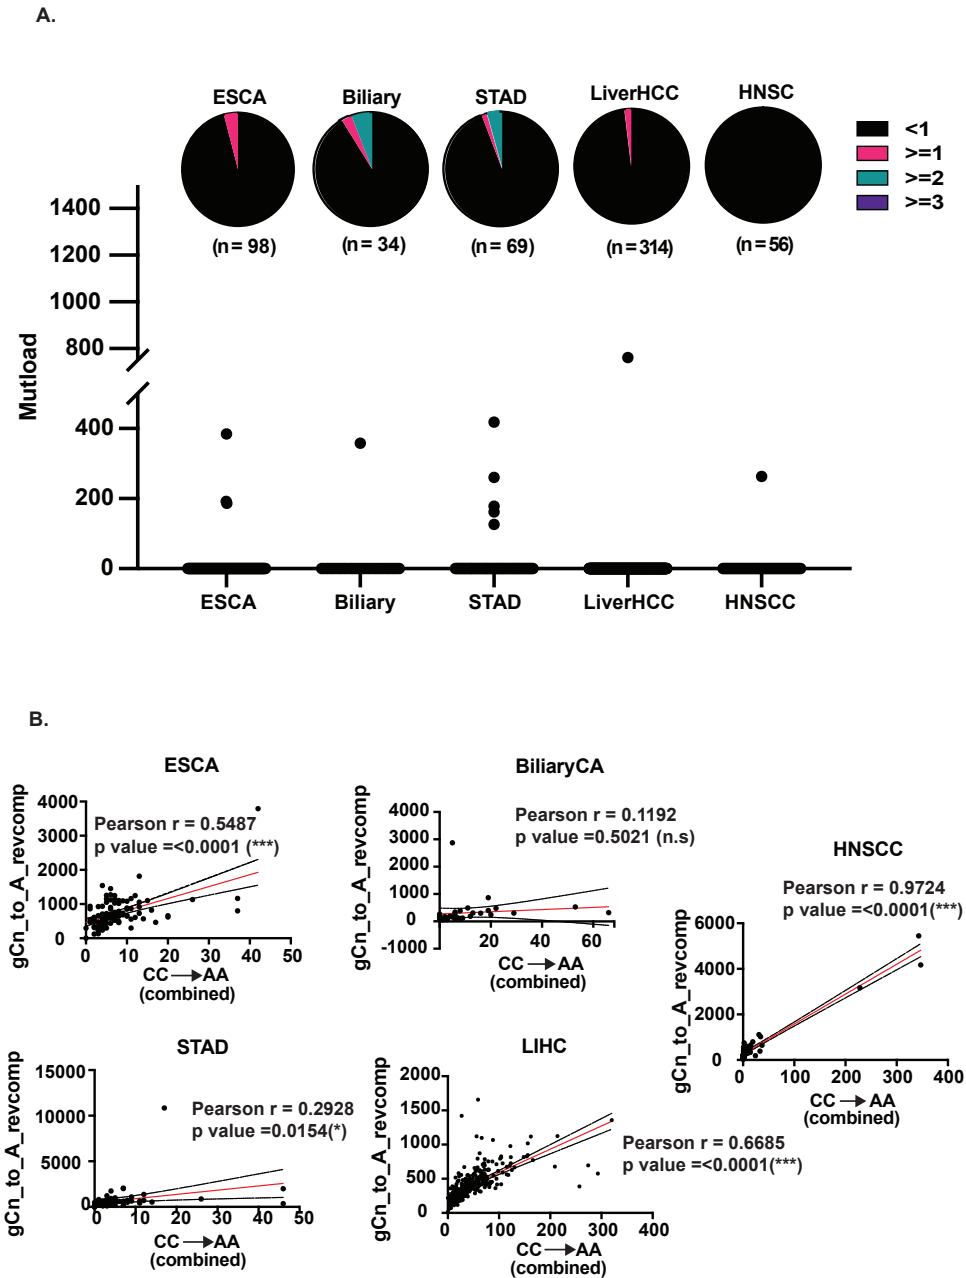 A.
ESCA
Biliary
STAD
LiverHCC
HNSC
<1
>=1
>=2
>=3
(n = 98)
(n = 34)
(n = 69)
(n = 314)
(n = 56)
Mutload
1400
1200
1000
800
400
200
0
ESCA
Biliary
STAD
LiverHCC
HNSCC
B.
ESCA
gCn_to_A_revcomp
4000
3000
2000
1000
0
Pearson r = 0.5487
p value =<0.0001 (***)
0 10 20 30 40 50
CC→AA
(combined)
BiliaryCA
gCn_to_A_revcomp
4000
3000
2000
1000
0
-1000
Pearson r = 0.1192
p value =0.5021 (n.s)
20 40 60
CC→AA
(combined)
HNSCC
Pearson r = 0.9724
p value =<0.0001(***)
gCn_to_A_revcomp
6000
4000
2000
0
0 100 200 300 400
CC → AA
(combined)
STAD
gCn_to_A_revcomp
15000
10000
5000
0
Pearson r = 0.2928
p value =0.0154(*)
0 10 20 30 40 50
CC→AA
(combined)
LIHC
gCn_to_A_revcomp
2000
1500
1000
500
0
Pearson r = 0.6685
p value =<0.0001(***)
0 100 200 300 400
CC→AA
(combined)